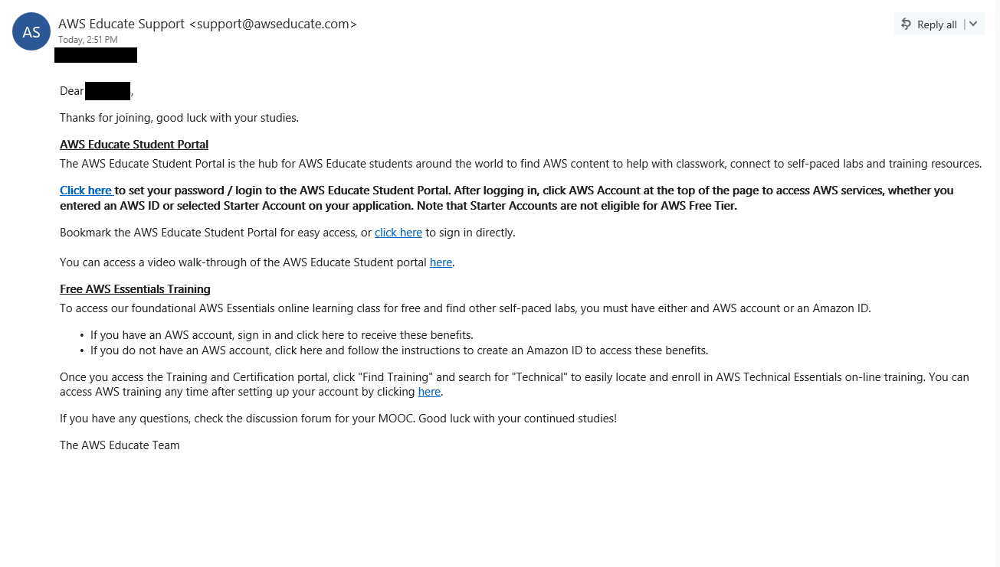 AS
AWS Educate Support <support@awseducate.com>
Reply all
Today, 2:51 PM
Dear ,
Thanks for joining, good luck with your studies.
AWS Educate Student Portal
The AWS Educate Student Portal is the hub for AWS Educate students around the world to find AWS content to help with classwork, connect to self-paced labs and training resources.
Click here to set your password / login to the AWS Educate Student Portal. After logging in, click AWS Account at the top of the page to access AWS services, whether you
entered an AWS ID or selected Starter Account on your application. Note that Starter Accounts are not eligible for AWS Free Tier.
Bookmark the AWS Educate Student Portal for easy access, or click here to sign in directly.
You can access a video walk-through of the AWS Educate Student portal here.
Free AWS Essentials Training
To access our foundational AWS Essentials online learning class for free and find other self-paced labs, you must have either and AWS account or an Amazon ID.
• If you have an AWS account, sign in and click here to receive these benefits.
• If you do not have an AWS account, click here and follow the instructions to create an Amazon ID to access these benefits.
Once you access the Training and Certification portal, click "Find Training" and search for "Technical" to easily locate and enroll in AWS Technical Essentials on-line training. You can
access AWS training any time after setting up your account by clicking here.
If you have any questions, check the discussion forum for your MOOC. Good luck with your continued studies!
The AWS Educate Team